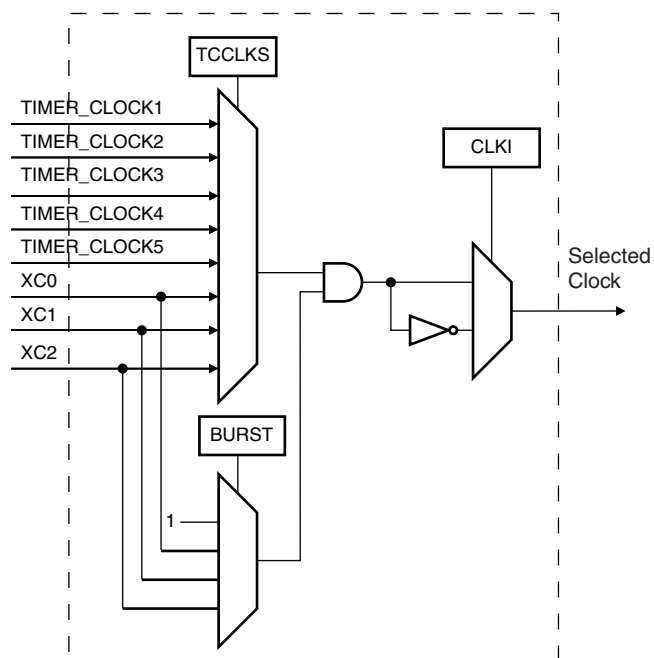 TCCLKS
TIMER_CLOCK1
TIMER_CLOCK2
TIMER_CLOCK3
TIMER_CLOCK4
TIMER_CLOCK5
XC0
XC1
XC2
CLKI
Selected
Clock
BURST
1